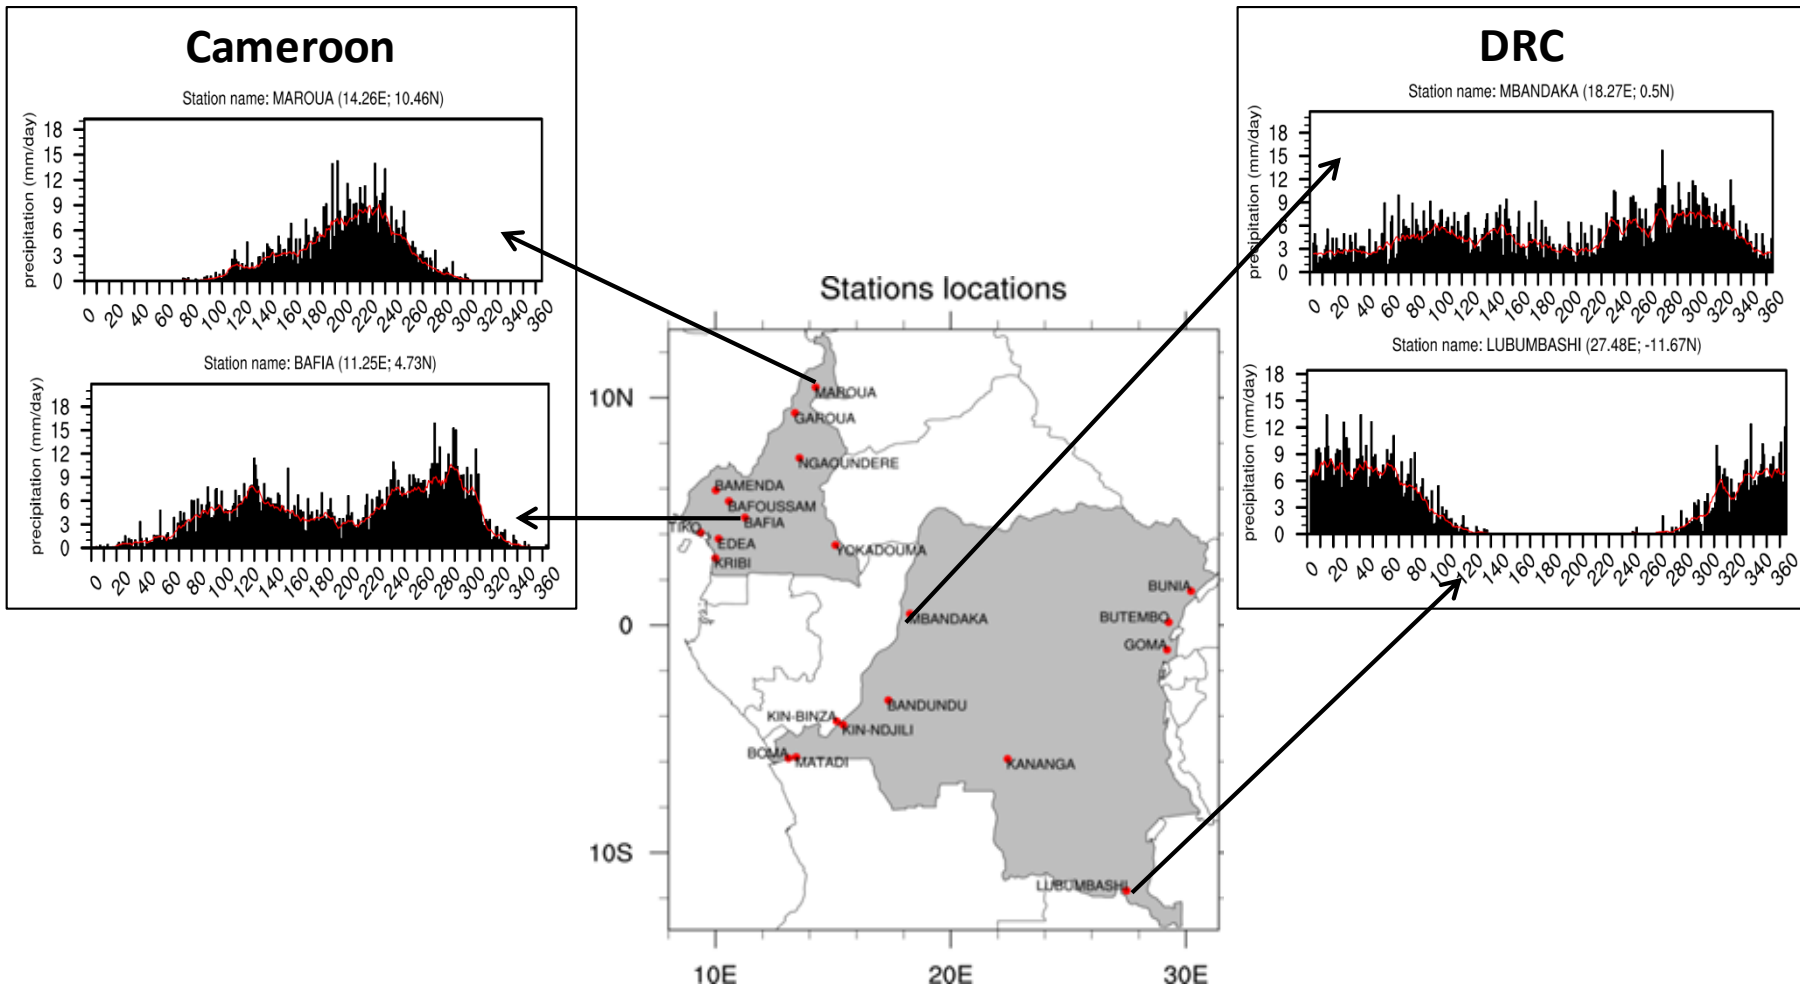 Cameroon
Station name: MAROUA (14.26E; 10.46N)
precipitation (mm/day)
18
15
12
9
6
3
0
0 20 40 60 80 100 120 140 160 180 200 220 240 260 280 300 320 340 360
Station name: BAFIA (11.25E; 4.73N)
precipitation (mm/day)
18
15
12
9
6
3
0
0 20 40 60 80 100 120 140 160 180 200 220 240 260 280 300 320 340 360
DRC
Station name: MBANDAKA (18.27E; 0.5N)
precipitation (mm/day)
18
15
12
9
6
3
0
0 20 40 60 80 100 120 140 160 180 200 220 240 260 280 300 320 340 360
Station name: LUBUMBASHI (27.48E; -11.67N)
precipitation (mm/day)
18
15
12
9
6
3
0
0 20 40 60 80 100 120 140 160 180 200 220 240 260 280 300 320 340 360
Stations locations
10N
0
10S
10E 20E 30E
MAROUA
GAROUA
NGAOUNDERE
BAMENDA
BAFOUSSAM
BAFIA
TIKO
EDEA
YOKADOUMA
KRIBI
BUNIA
MBANDAKA
BUTEMBO
GOMA
BANDUNDU
KIN-BINZA
KIN-NDJILI
BOMA
MATADI
KANANGA
LUBUMBASHI